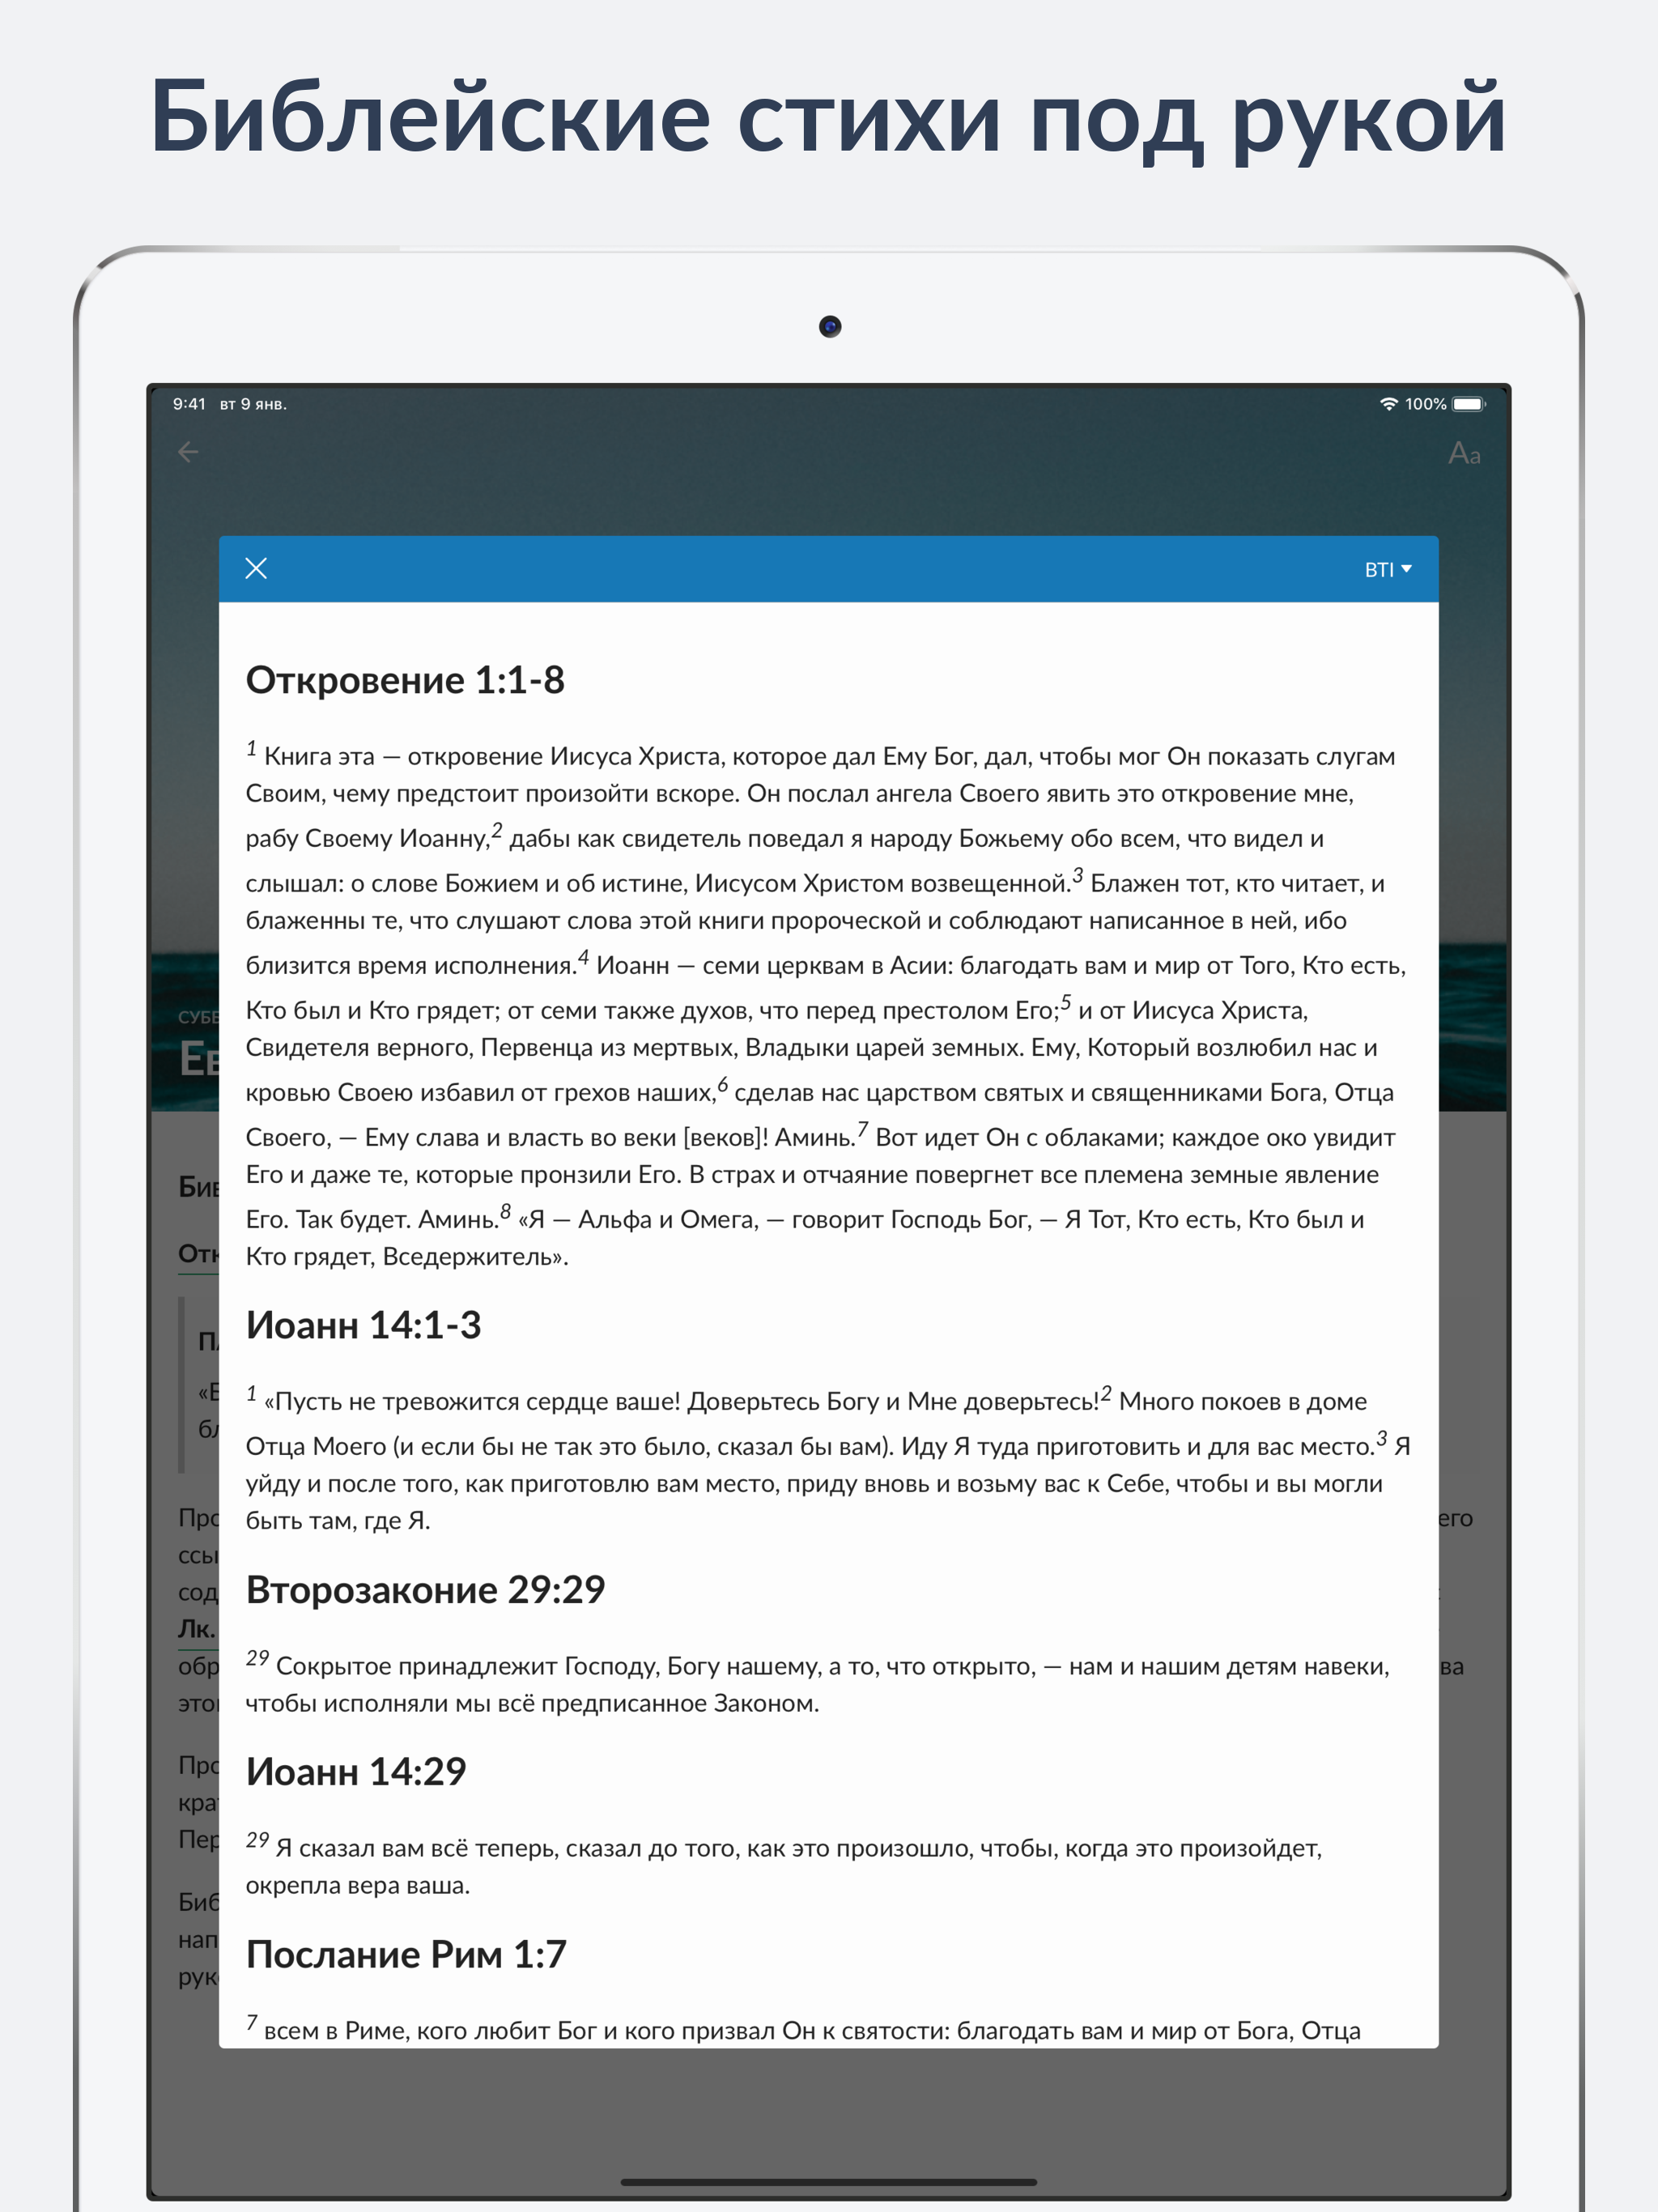 Библейские стихи под рукой
9:41 вт 9 янв.
100%
Aa
BTI
Откровение 1:1-8
1 Книга эта — откровение Иисуса Христа, которое дал Ему Бог, дал, чтобы мог Он показать слугам
Своим, чему предстоит произойти вскоре. Он послал ангела Своего явить это откровение мне,
рабу Своему Иоанну,2 дабы как свидетель поведал я народу Божьему обо всем, что видел и
слышал: о слове Божием и об истине, Иисусом Христом возвещенной.3 Блажен тот, кто читает, и
блаженны те, что слушают слова этой книги пророческой и соблюдают написанное в ней, ибо
близится время исполнения.4 Иоанн — семи церквам в Асии: благодать вам и мир от Того, Кто есть,
Кто был и Кто грядет; от семи также духов, что перед престолом Его;5 и от Иисуса Христа,
Свидетеля верного, Первенца из мертвых, Владыки царей земных. Ему, Который возлюбил нас и
кровью Своею избавил от грехов наших,6 сделав нас царством святых и священниками Бога, Отца
Своего, — Ему слава и власть во веки [веков]! Аминь.7 Вот идет Он с облаками; каждое око увидит
Его и даже те, которые пронзили Его. В страх и отчаяние повергнет все племена земные явление
Его. Так будет. Аминь.8 «Я — Альфа и Омега, — говорит Господь Бог, — Я Тот, Кто есть, Кто был и
Кто грядет, Вседержитель».
Иоанн 14:1-3
1 «Пусть не тревожится сердце ваше! Доверьтесь Богу и Мне доверьтесь!2 Много покоев в доме
Отца Моего (и если бы не так это было, сказал бы вам). Иду Я туда приготовить и для вас место.3 Я
уйду и после того, как приготовлю вам место, приду вновь и возьму вас к Себе, чтобы и вы могли
быть там, где Я.
Второзаконие 29:29
29 Сокрытое принадлежит Господу, Богу нашему, а то, что открыто, — нам и нашим детям навеки,
чтобы исполняли мы всё предписанное Законом.
Иоанн 14:29
29 Я сказал вам всё теперь, сказал до того, как это произошло, чтобы, когда это произойдет,
окрепла вера ваша.
Послание Рим 1:7
7 всем в Риме, кого любит Бог и кого призвал Он к святости: благодать вам и мир от Бога, Отца
Лк.